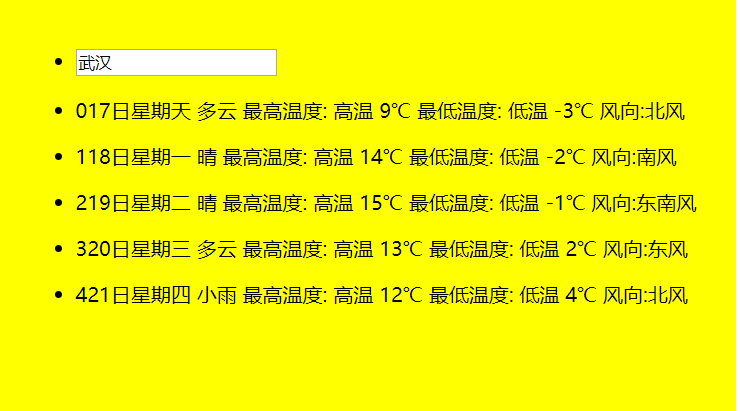 武汉
017日星期天 多云 最高温度: 高温 9℃ 最低温度: 低温 -3℃ 风向:北风
118日星期一 晴 最高温度: 高温 14℃ 最低温度: 低温 -2℃ 风向:南风
219日星期二 晴 最高温度: 高温 15℃ 最低温度: 低温 -1℃ 风向:东南风
320日星期三 多云 最高温度: 高温 13℃ 最低温度: 低温 2℃ 风向:东风
421日星期四 小雨 最高温度: 高温 12℃ 最低温度: 低温 4℃ 风向:北风